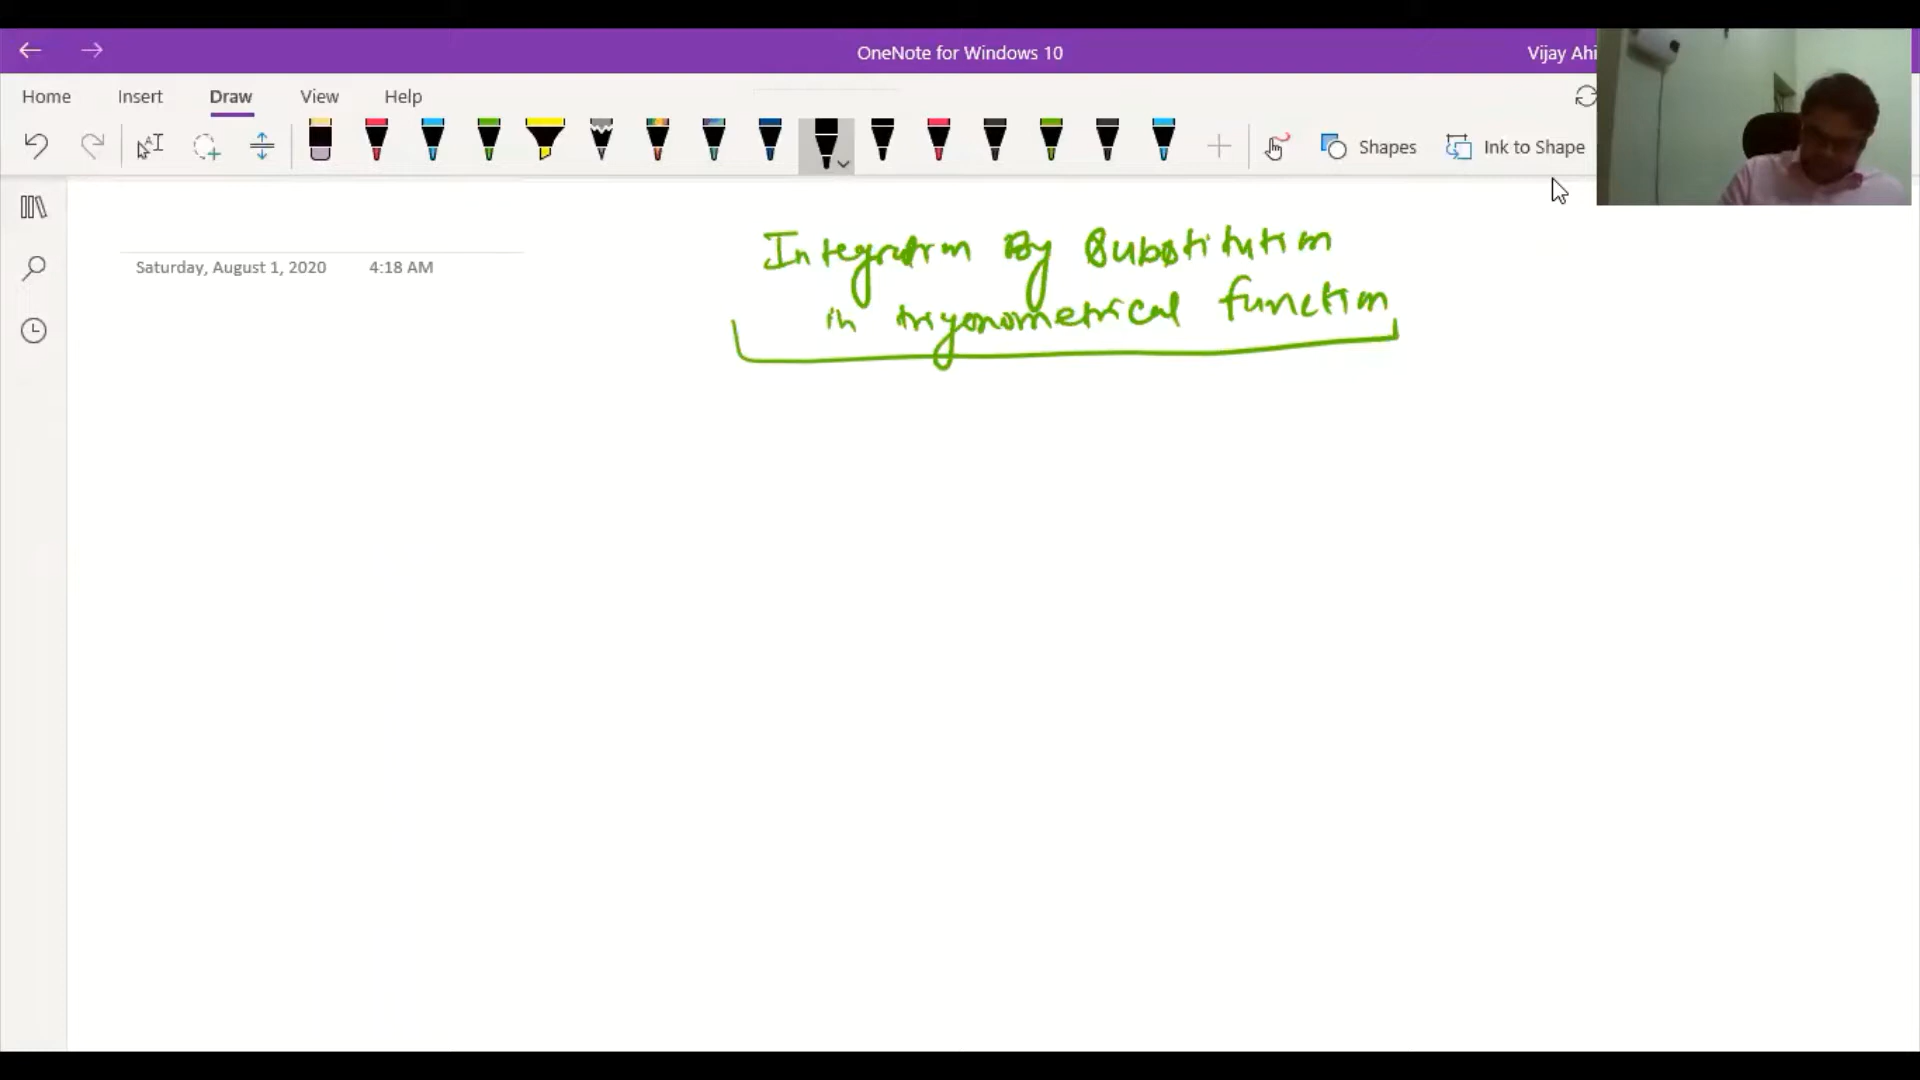 OneNote for Windows 10
Vijay Ahi
Home Insert Draw View Help
Shapes Ink to Shape
Saturday, August 1, 2020 4:18 AM
Integration By Substitution
in trigonometrical function